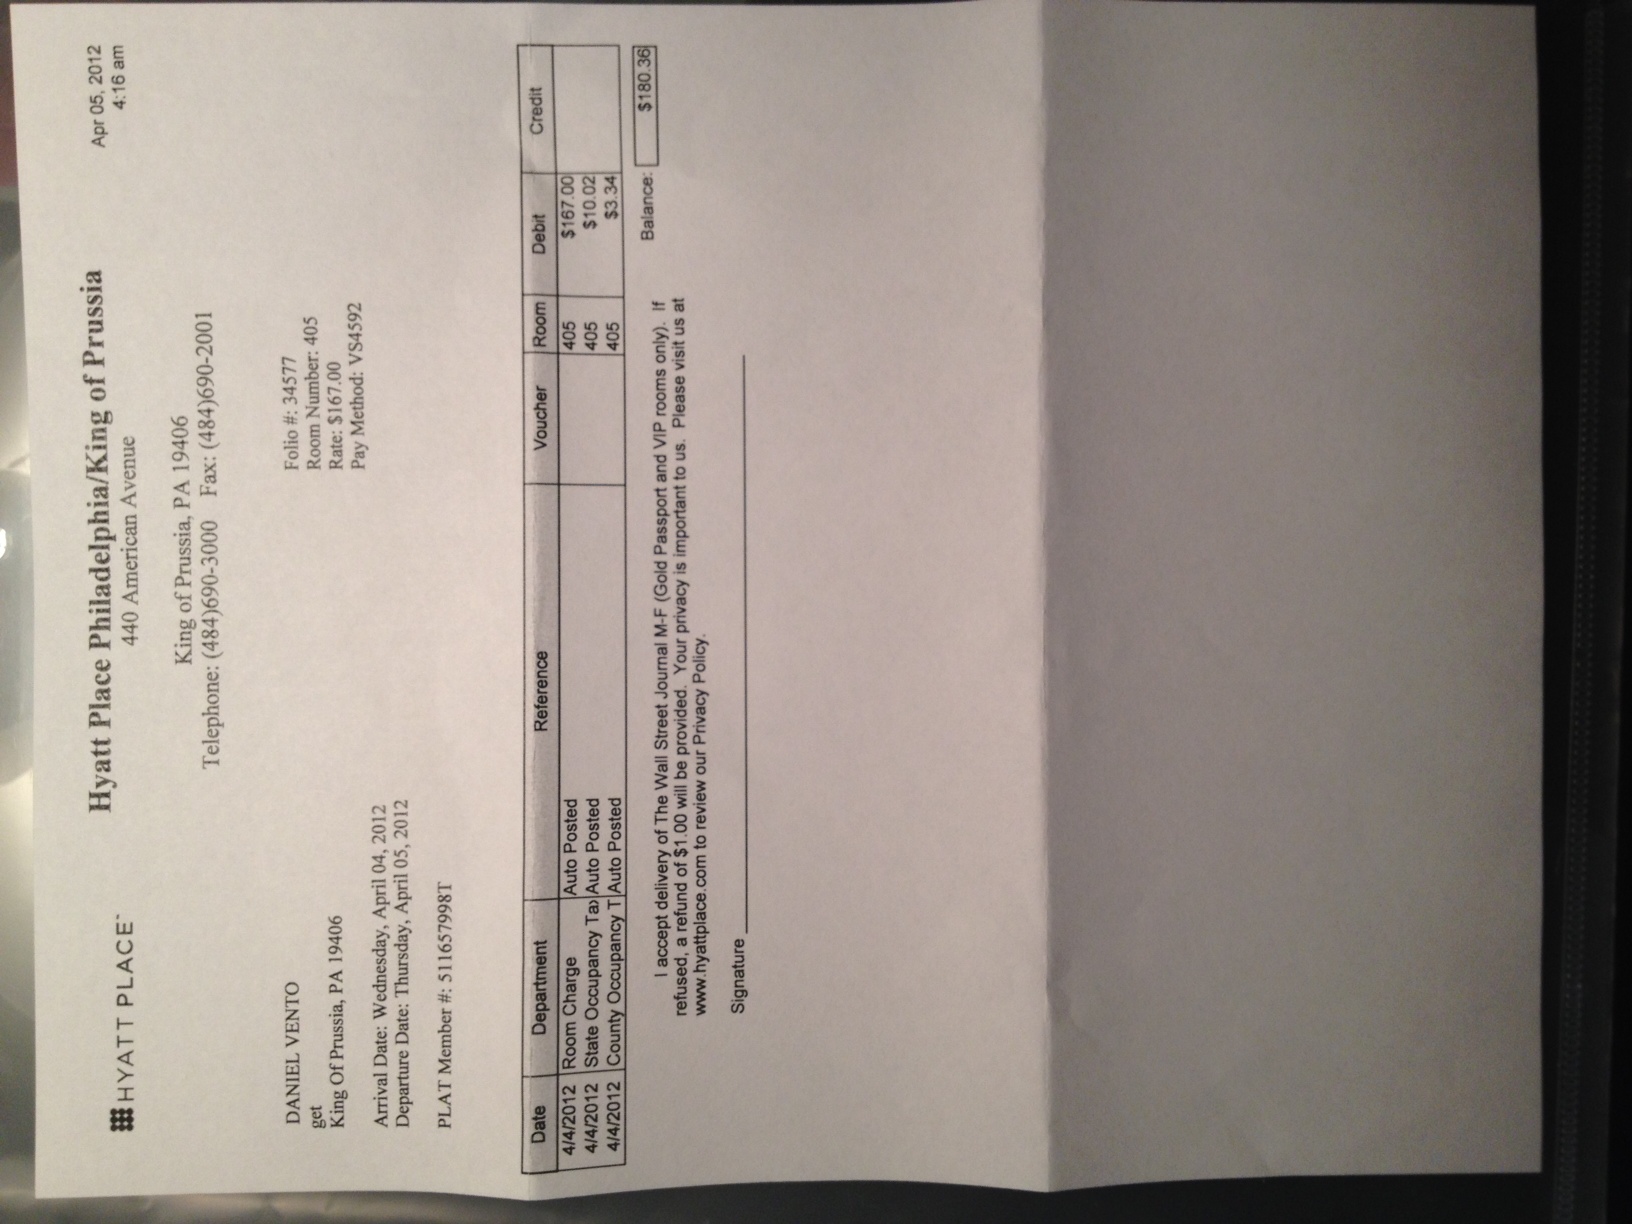 HYATT PLACE
Hyatt Place Philadelphia/King of Prussia
440 American Avenue
King of Prussia, PA 19406
Telephone: (484)690-3000 Fax: (484)690-2001
Apr 05, 2012
4:16 am
DANIEL VENTO
get
King Of Prussia, PA 19406
Arrival Date: Wednesday, April 04, 2012
Departure Date: Thursday, April 05, 2012
PLAT Member #: 511657998T
Folio #: 34577
Room Number: 405
Rate: $167.00
Pay Method: VS4592
Date Department Reference Voucher Room Debit Credit
4/4/2012 Room Charge Auto Posted 405 $167.00
4/4/2012 State Occupancy Tax Auto Posted 405 $10.02
4/4/2012 County Occupancy T Auto Posted 405 $3.34
Balance: $180.36
I accept delivery of The Wall Street Journal M-F (Gold Passport and VIP rooms only). If
refused, a refund of $1.00 will be provided. Your privacy is important to us. Please visit us at
www.hyattplace.com to review our Privacy Policy.
Signature